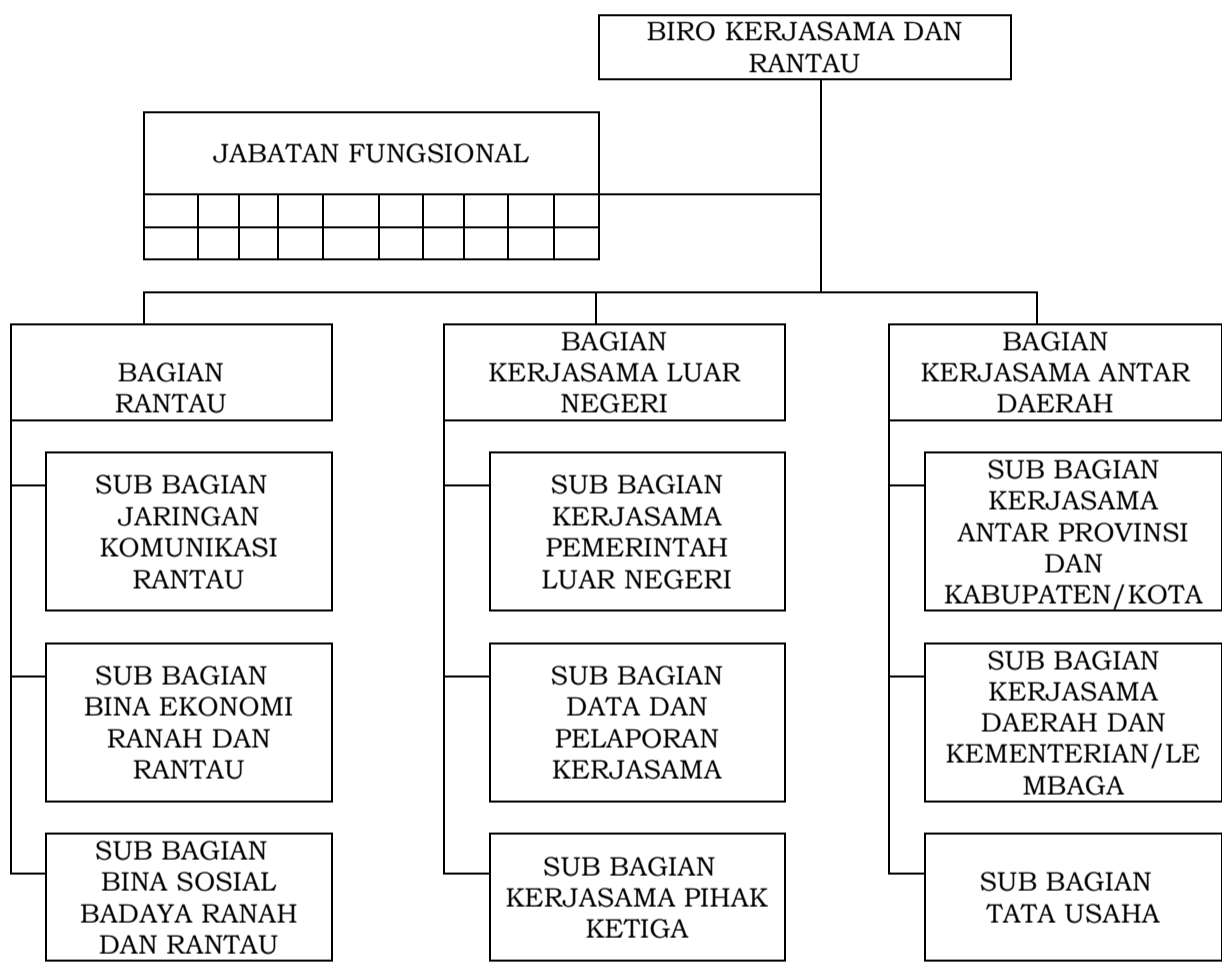 BIRO KERJASAMA DAN
RANTAU
JABATAN FUNGSIONAL
BAGIAN
RANTAU
BAGIAN
KERJASAMA LUAR
NEGERI
BAGIAN
KERJASAMA ANTAR
DAERAH
SUB BAGIAN
JARINGAN
KOMUNIKASI
RANTAU
SUB BAGIAN
KERJASAMA
PEMERINTAH
LUAR NEGERI
SUB BAGIAN
KERJASAMA
ANTAR PROVINSI
DAN
KABUPATEN/KOTA
SUB BAGIAN
BINA EKONOMI
RANAH DAN
RANTAU
SUB BAGIAN
DATA DAN
PELAPORAN
KERJASAMA
SUB BAGIAN
KERJASAMA
DAERAH DAN
KEMENTERIAN/LE
MBAGA
SUB BAGIAN
BINA SOSIAL
BADAYA RANAH
DAN RANTAU
SUB BAGIAN
KERJASAMA PIHAK
KETIGA
SUB BAGIAN
TATA USAHA